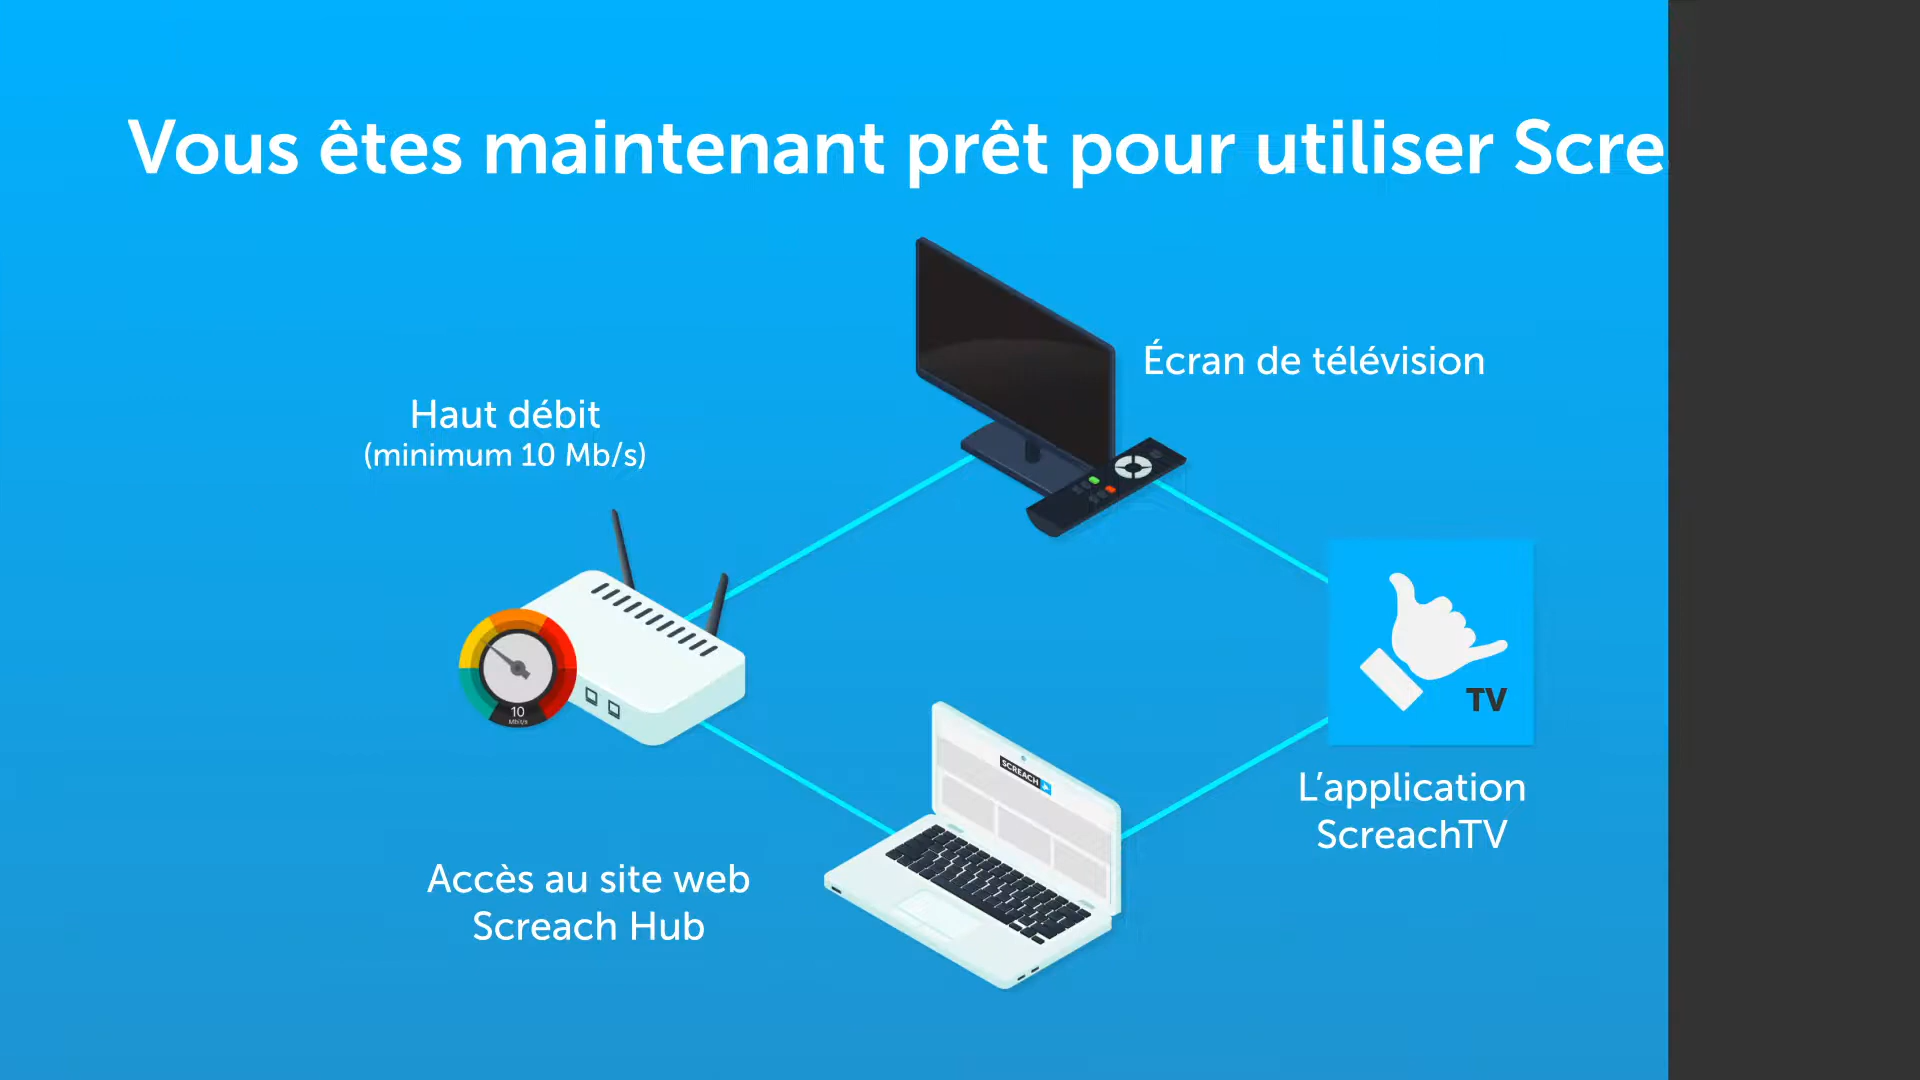 Vous êtes maintenant prêt pour utiliser Scre
Écran de télévision
Haut débit
(minimum 10 Mb/s)
10
Mbit/s
TV
SCREACH
L'application
ScreachTV
Accès au site web
Screach Hub